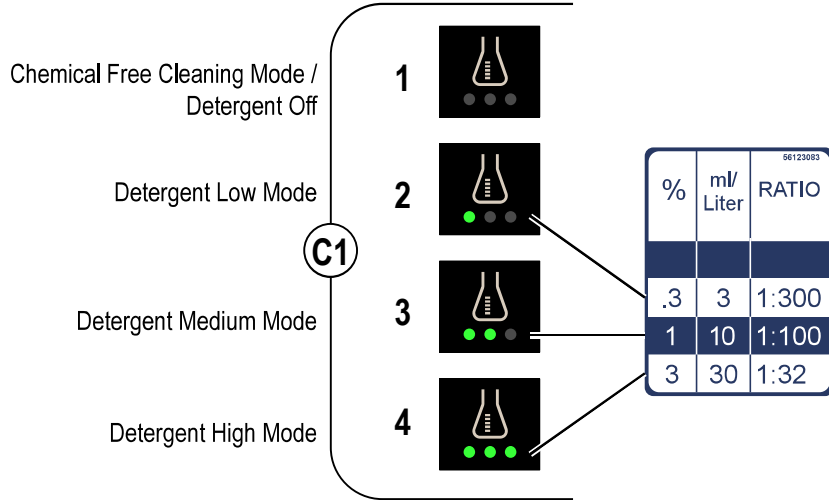 Chemical Free Cleaning Mode /
Detergent Off
1
Detergent Low Mode
2
C1
Detergent Medium Mode
3
Detergent High Mode
4
56123083
% ml/ Liter RATIO
.3 3 1:300
1 10 1:100
3 30 1:32